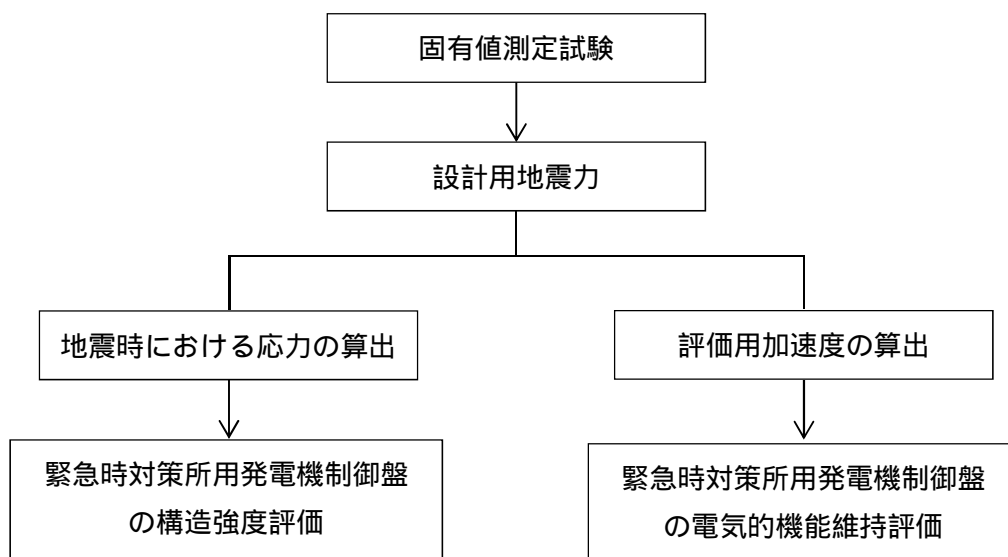 固有値測定試験
設計用地震力
地震時における応力の算出
評価用加速度の算出
緊急時対策所用発電機制御盤
の構造強度評価
緊急時対策所用発電機制御盤
の電気的機能維持評価